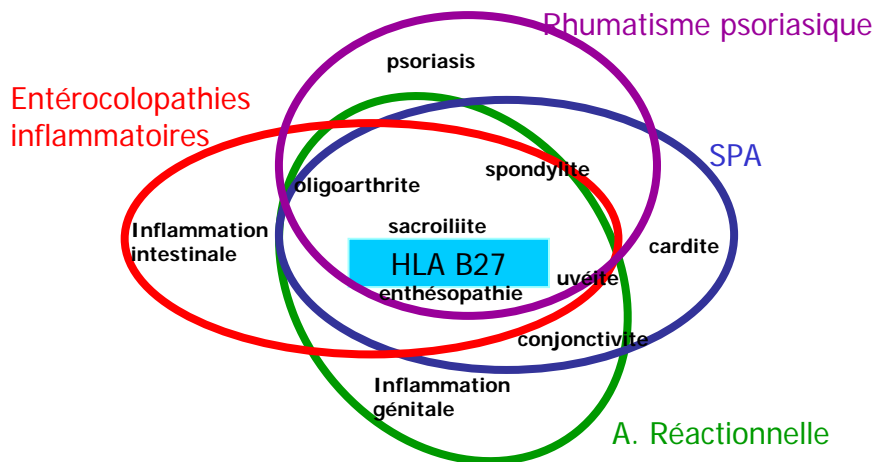 Rhumatisme psoriasique
psoriasis
Entérocolopathies
inflammatoires
SPA
spondylite
oligoarthrite
sacroiliite
Inflammation
intestinale
cardite
HLA B27
uvéite
enthésopathie
conjonctivite
Inflammation
génitale
A. Réactionnelle